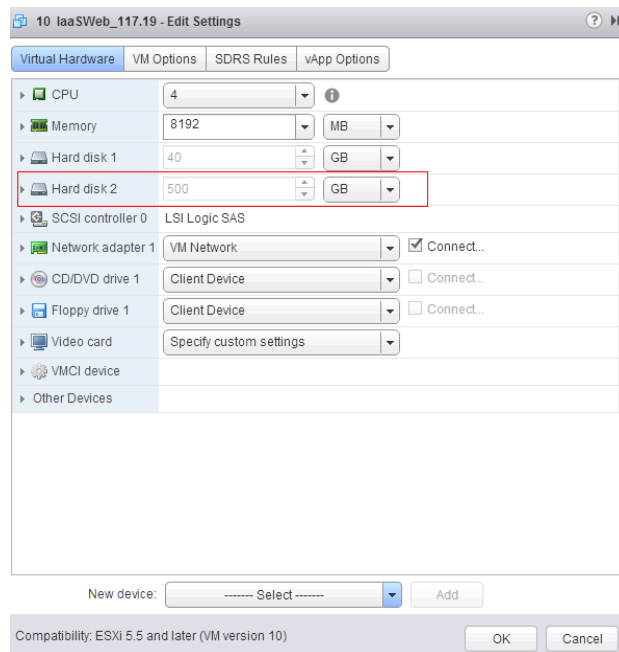 10 IaaSWeb_117.19 - Edit Settings ?
Virtual Hardware VM Options SDRS Rules vApp Options
CPU 4
Memory 8192 MB
Hard disk 1 40 GB
Hard disk 2 500 GB
SCSI controller 0 LSI Logic SAS
Network adapter 1 VM Network Connect...
CD/DVD drive 1 Client Device Connect...
Floppy drive 1 Client Device Connect...
Video card Specify custom settings
VMCI device
Other Devices
New device: ------- Select ------- Add
Compatibility: ESXi 5.5 and later (VM version 10) OK Cancel